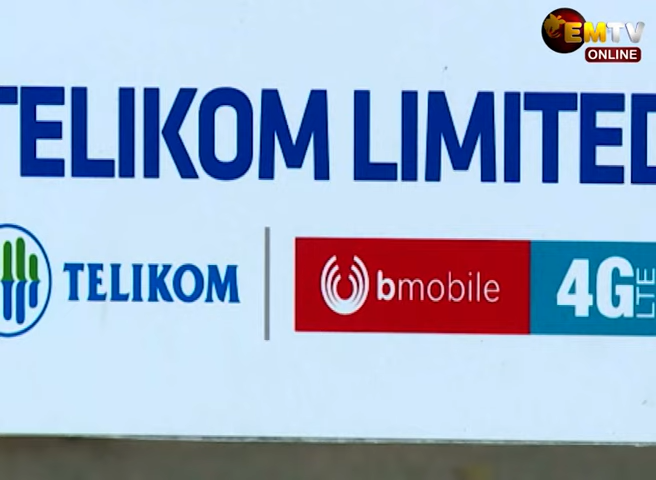 EMTV
ONLINE
TELIKOM LIMITED
TELIKOM
bmobile
4G LTE